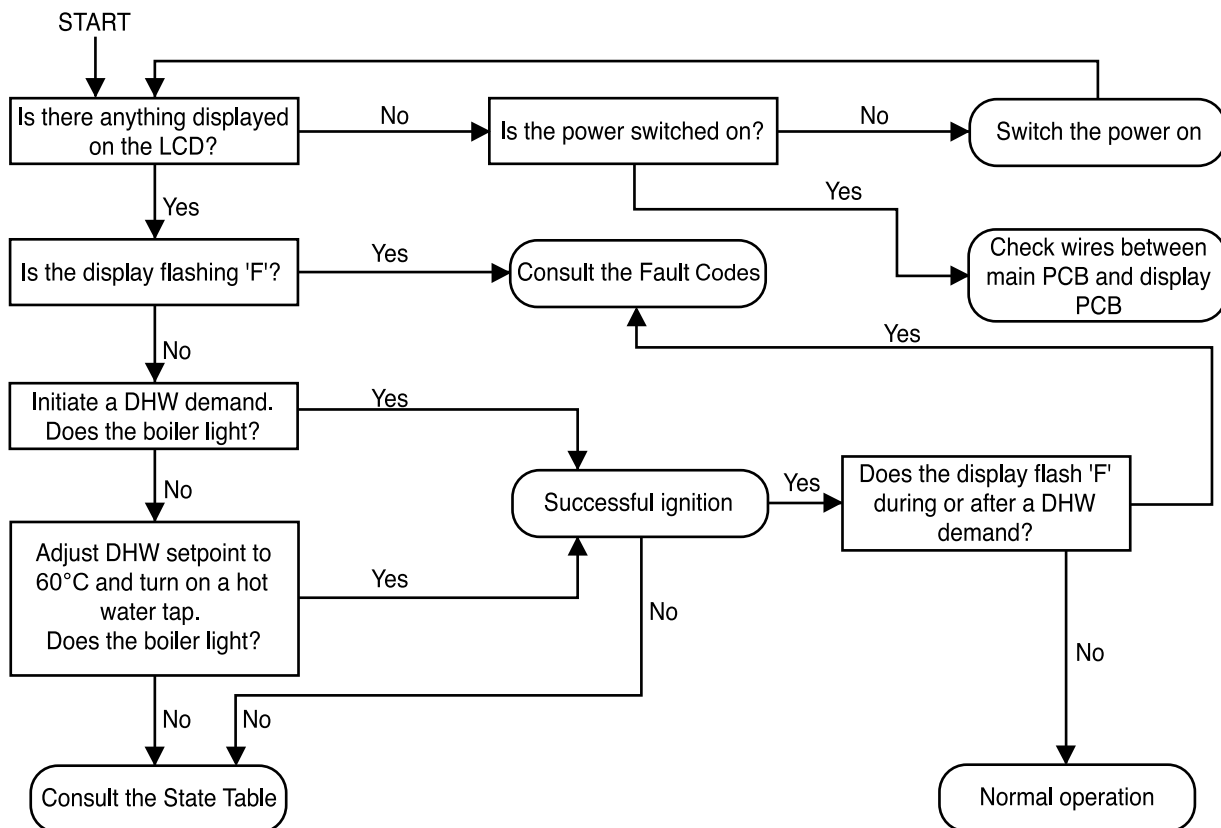 START
Is there anything displayed
on the LCD?
No
Is the power switched on?
No
Switch the power on
Yes
Yes
Is the display flashing 'F'?
Yes
Consult the Fault Codes
Check wires between
main PCB and display
PCB
Yes
No
Initiate a DHW demand.
Does the boiler light?
Yes
No
Successful ignition
Yes
Does the display flash 'F'
during or after a DHW
demand?
Adjust DHW setpoint to
60°C and turn on a hot
water tap.
Does the boiler light?
Yes
No
No
No
No
Consult the State Table
Normal operation